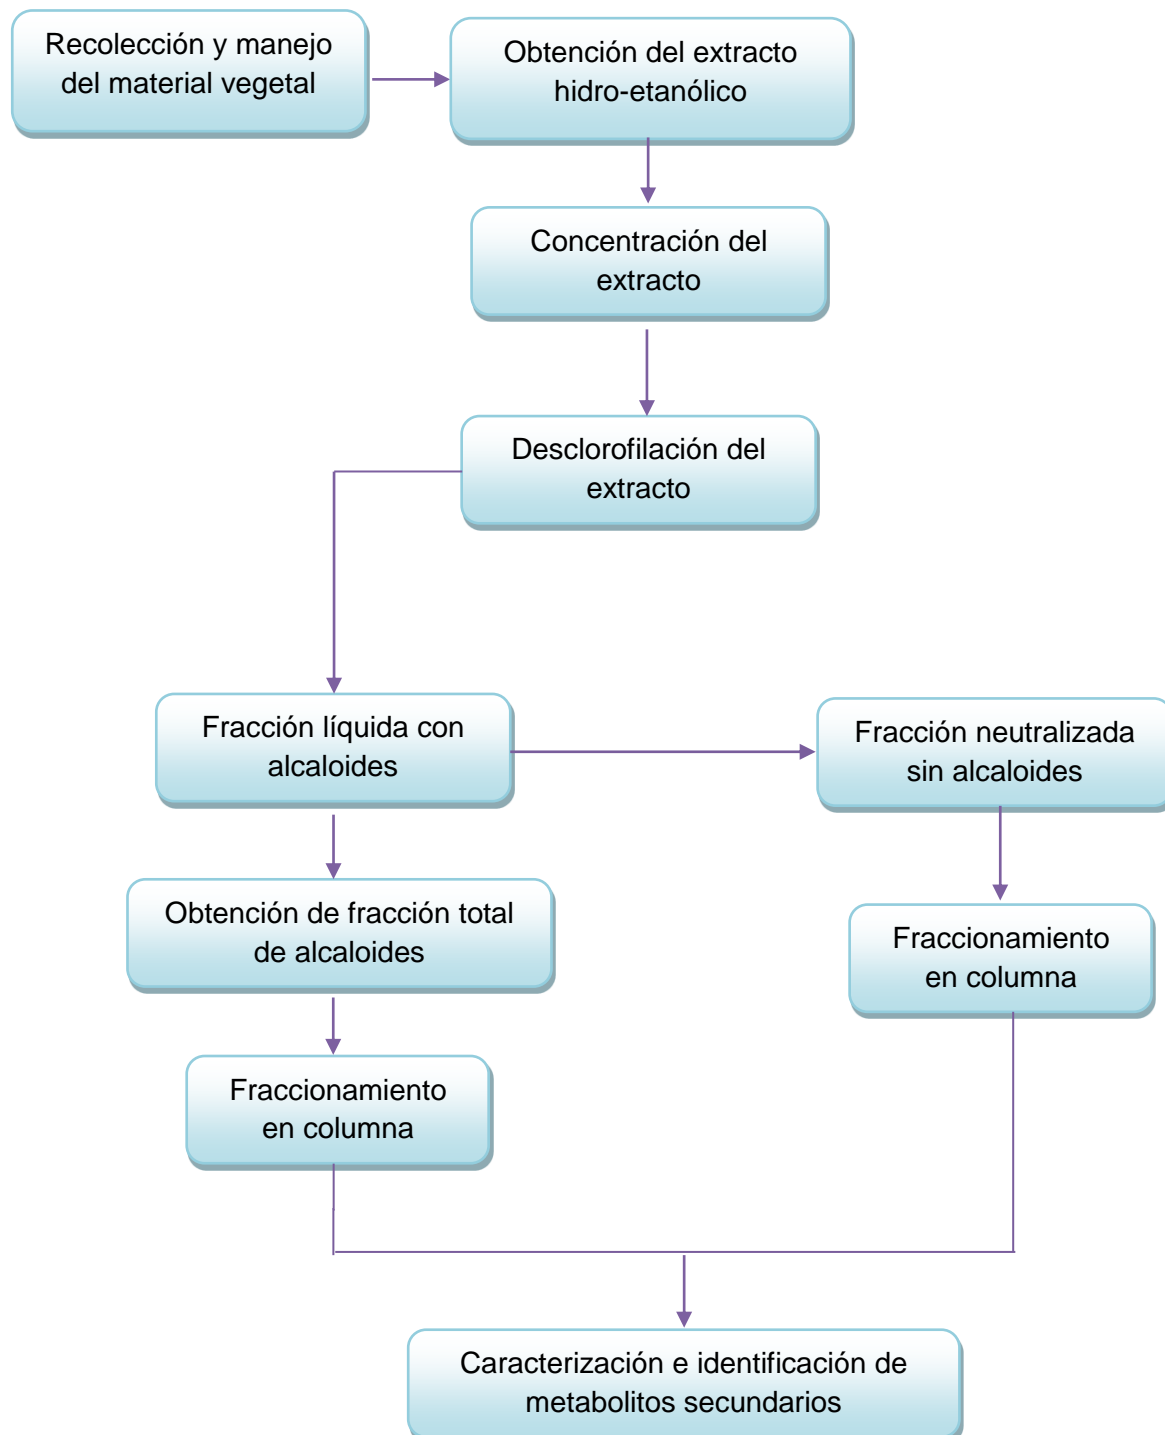 Recolección y manejo
del material vegetal
Obtención del extracto
hidro-etanólico
Concentración del
extracto
Desclorofilación del
extracto
Fracción líquida con
alcaloides
Fracción neutralizada
sin alcaloides
Obtención de fracción total
de alcaloides
Fraccionamiento
en columna
Fraccionamiento
en columna
Caracterización e identificación de
metabolitos secundarios